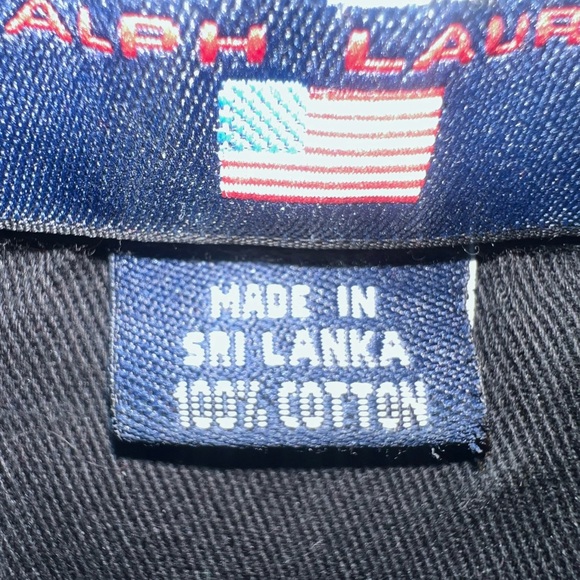 ALPH LAUR
MADE IN
SRI LANKA
100% COTTON